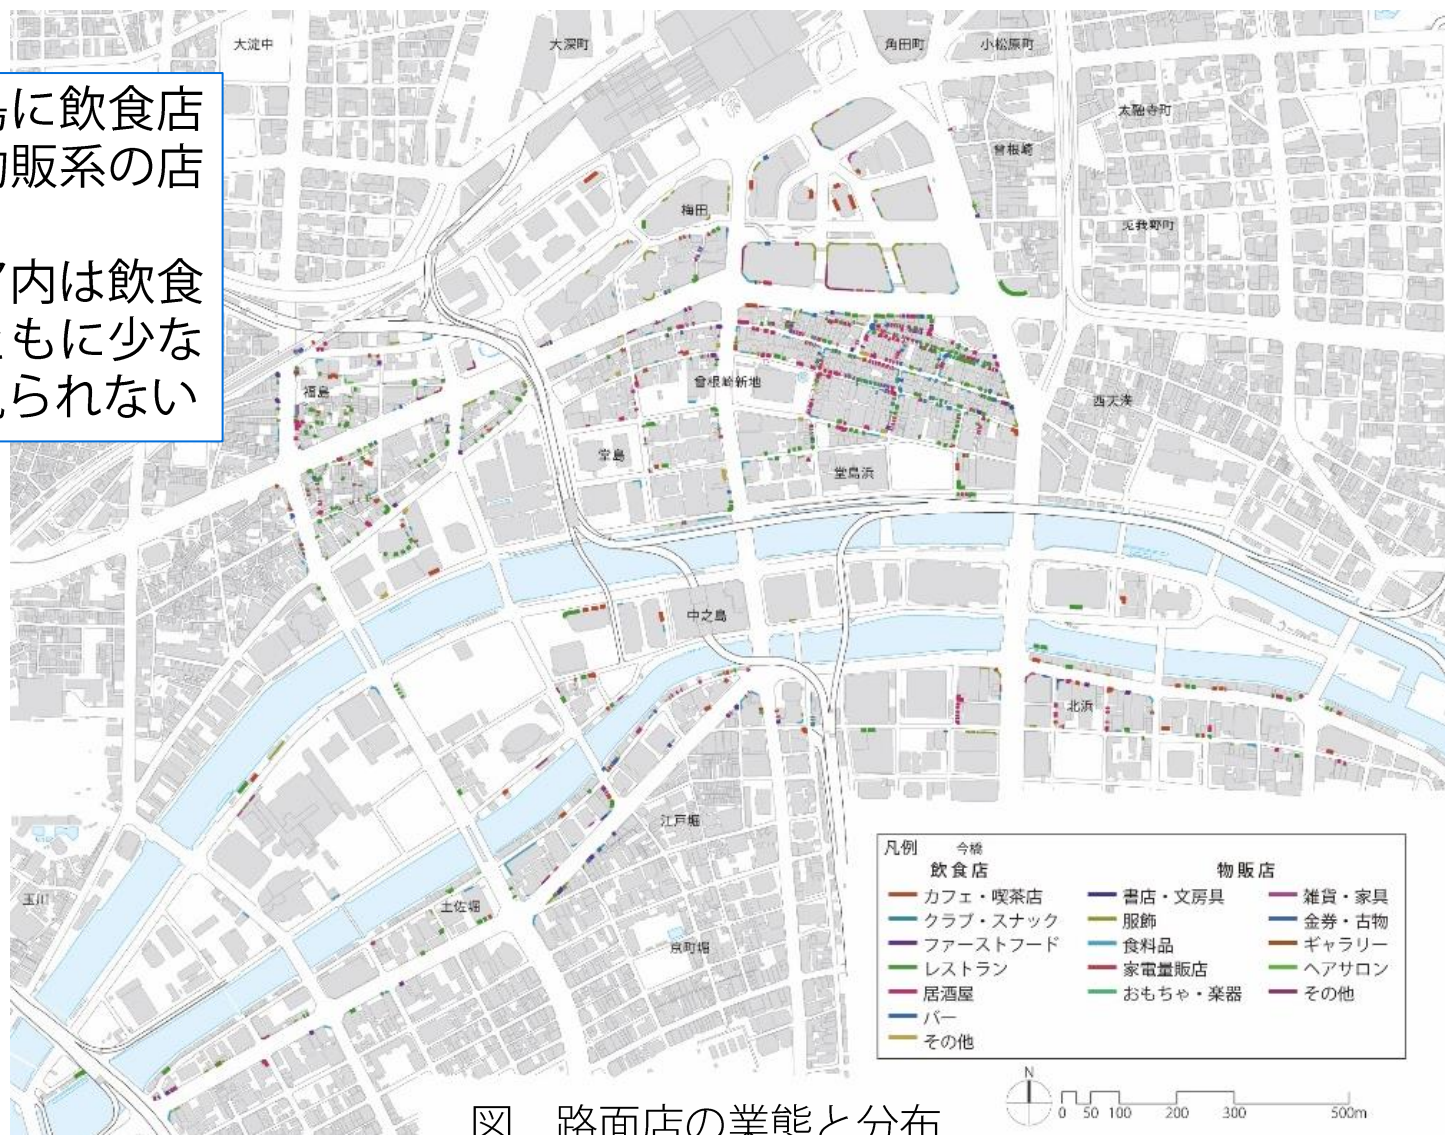 大淀中
大深町
角田町
小松原町
太融寺町
曾根崎
兎我野町
梅田
に飲食店
販系の店
内は飲食
もに少な
られない
福島
曾根崎新地
西天満
堂島
堂島浜
中之島
北浜
江戸堀
玉川
土佐堀
京町堀
凡例
今橋
飲食店
カフェ・喫茶店
クラブ・スナック
ファーストフード
レストラン
居酒屋
バー
その他
物販店
書店・文房具
服飾
食料品
家電量販店
おもちゃ・楽器
雑貨・家具
金券・古物
ギャラリー
ヘアサロン
その他
N
0 50 100 200 300 500m
図 路面店の業態と分布